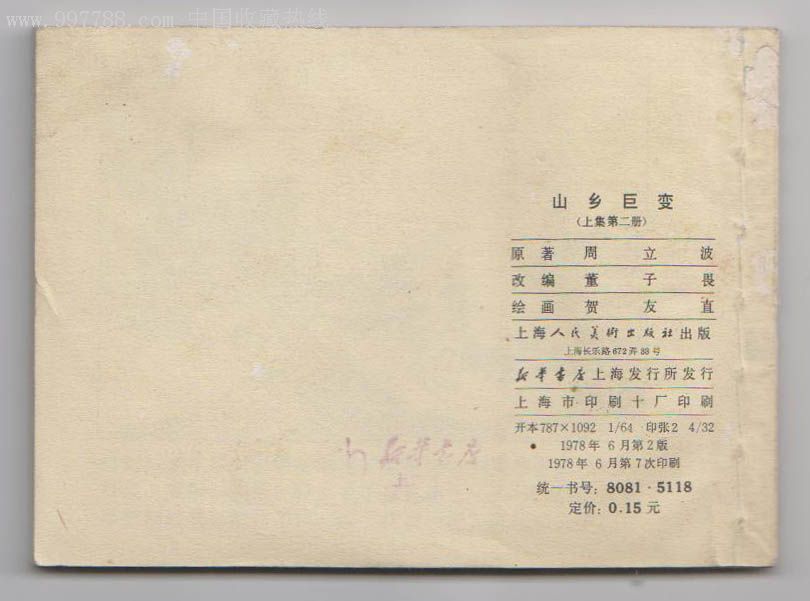 www.997788.com 中国收藏热线
山乡巨变
(上集第二册)
原著 周立波
改编 董子畏
绘画 贺友直
上海人民美術出版社出版
上海长乐路672弄33号
新华书店上海发行所发行
上海市印刷十厂印刷
开本787×1092 1/64 印张2 4/32
1978年 6月第2版
1978年 6月第7次印刷
统一书号: 8081·5118
定价: 0.15元
新华书店
上